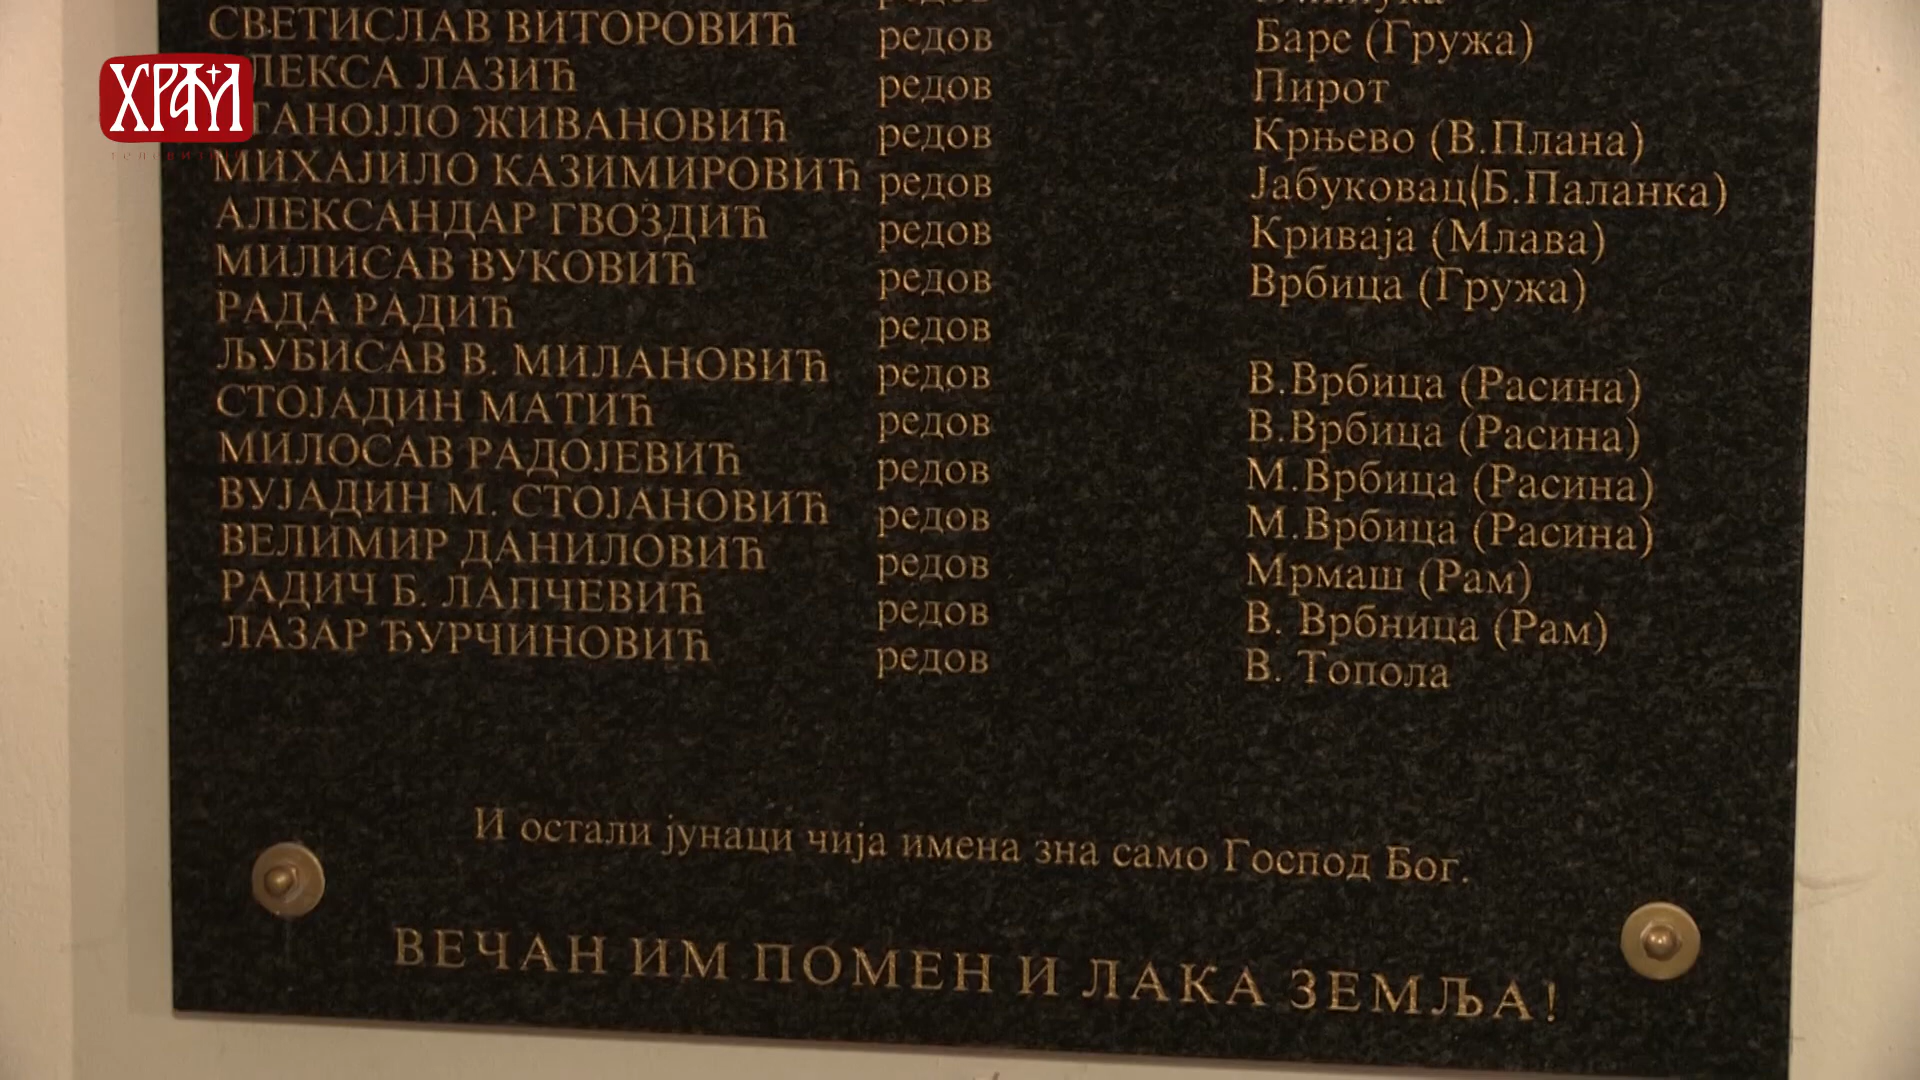 СВЕТИСЛАВ ВИТОРОВИЋ редов Баре (Гружа)
ХРАМ
ЛЕКСА ЛАЗИЋ редов Пирот
ТАНОЈЛО ЖИВАНОВИЋ редов Крњево (В.Плана)
МИХАЈИЛО КАЗИМИРОВИЋ редов Јабуковац(Б.Паланка)
АЛЕКСАНДАР ГВОЗДИЋ редов Криваја (Млава)
МИЛИСАВ ВУКОВИЋ редов Врбица (Гружа)
РАДА РАДИЋ редов
ЉУБИСАВ В. МИЛАНОВИЋ редов В.Врбица (Расина)
СТОЈАДИН МАТИЋ редов В.Врбица (Расина)
МИЛОСАВ РАДОЈЕВИЋ редов М.Врбица (Расина)
ВУЈАДИН М. СТОЈАНОВИЋ редов М.Врбица (Расина)
ВЕЛИМИР ДАНИЛОВИЋ редов Мрмаш (Рам)
РАДИЧ Б. ЛАПЧЕВИЋ редов В. Врбница (Рам)
ЛАЗАР ЂУРЧИНОВИЋ редов В. Топола
И остали јунаци чија имена зна само Господ Бог.
ВЕЧАН ИМ ПОМЕН И ЛАКА ЗЕМЉА!